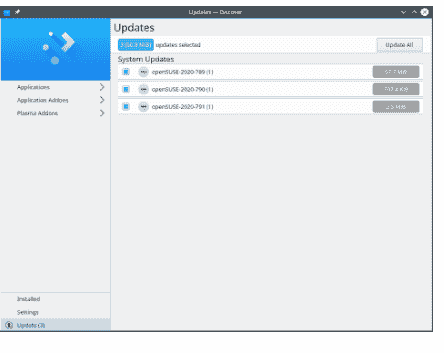 Updates — Discover
Updates
updates selected
Update All
System Updates
openSUSE-2020-789 (1)
openSUSE-2020-790 (1)
openSUSE-2020-791 (1)
Applications
Application Addons
Plasma Addons
Installed
Settings
Update (3)